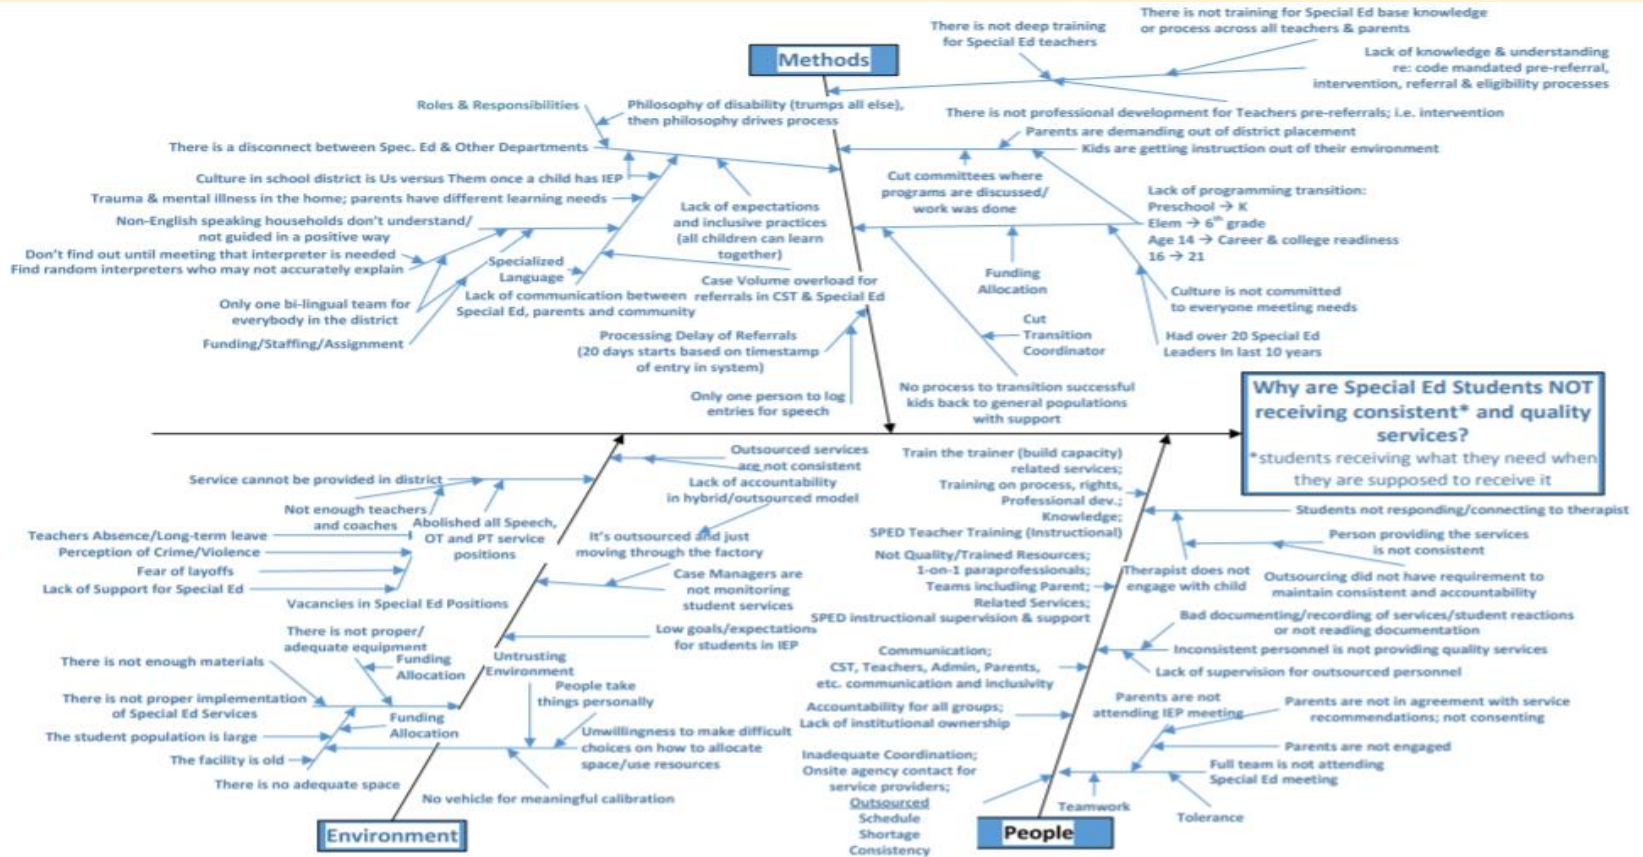 There is not training for Special Ed base knowledge
or process across all teachers & parents
There is not deep training
for Special Ed teachers
Methods
Lack of knowledge & understanding
re: code mandated pre-referral,
intervention, referral & eligibility processes
Roles & Responsibilities
Philosophy of disability (trumps all else),
then philosophy drives process
There is not professional development for Teachers pre-referrals; i.e. intervention
Parents are demanding out of district placement
There is a disconnect between Spec. Ed & Other Departments
Kids are getting instruction out of their environment
Culture in school district is Us versus Them once a child has IEP
Cut committees where
programs are discussed/
work was done
Trauma & mental illness in the home; parents have different learning needs
Lack of expectations
and inclusive practices
(all children can learn
together)
Lack of programming transition:
Preschool → K
Elem → 6th grade
Age 14 → Career & college readiness
16 → 21
Non-English speaking households don't understand/
not guided in a positive way
Don't find out until meeting that interpreter is needed
Find random interpreters who may not accurately explain
Specialized
Language
Case Volume overload for
referrals in CST & Special Ed
Funding
Allocation
Lack of communication between
Special Ed, parents and community
Only one bi-lingual team for
everybody in the district
Culture is not committed
to everyone meeting needs
Funding/Staffing/Assignment
Processing Delay of Referrals
(20 days starts based on timestamp
of entry in system)
Cut
Transition
Coordinator
Had over 20 Special Ed
Leaders In last 10 years
Only one person to log
entries for speech
No process to transition successful
kids back to general populations
with support
Why are Special Ed Students NOT
receiving consistent* and quality
services?
*students receiving what they need when
they are supposed to receive it
Outsourced services
are not consistent
Train the trainer (build capacity)
related services;
Training on process, rights,
Professional dev.;
Knowledge;
SPED Teacher Training (Instructional)
Service cannot be provided in district
Lack of accountability
in hybrid/outsourced model
Not enough teachers
and coaches
Abolished all Speech,
OT and PT service
positions
Students not responding/connecting to therapist
Teachers Absence/Long-term leave
Perception of Crime/Violence
Fear of layoffs
Lack of Support for Special Ed
It's outsourced and just
moving through the factory
Person providing the services
is not consistent
Not Quality/Trained Resources;
1-on-1 paraprofessionals;
Teams including Parent;
Related Services;
SPED instructional supervision & support
Therapist does not
engage with child
Outsourcing did not have requirement to
maintain consistent and accountability
Case Managers are
not monitoring
student services
Vacancies in Special Ed Positions
Bad documenting/recording of services/student reactions
or not reading documentation
There is not proper/
adequate equipment
Low goals/expectations
for students in IEP
Inconsistent personnel is not providing quality services
Communication;
CST, Teachers, Admin, Parents,
etc. communication and inclusivity
There is not enough materials
Funding
Allocation
Untrusting
Environment
Lack of supervision for outsourced personnel
People take
things personally
There is not proper implementation
of Special Ed Services
Parents are not
attending IEP meeting
Parents are not in agreement with service
recommendations; not consenting
Accountability for all groups;
Lack of institutional ownership
Funding
Allocation
The student population is large
Unwillingness to make difficult
choices on how to allocate
space/use resources
Parents are not engaged
The facility is old
Inadequate Coordination;
Onsite agency contact for
service providers;
Outsourced
Schedule
Shortage
Consistency
Full team is not attending
Special Ed meeting
There is no adequate space
No vehicle for meaningful calibration
Teamwork
Tolerance
Environment
People